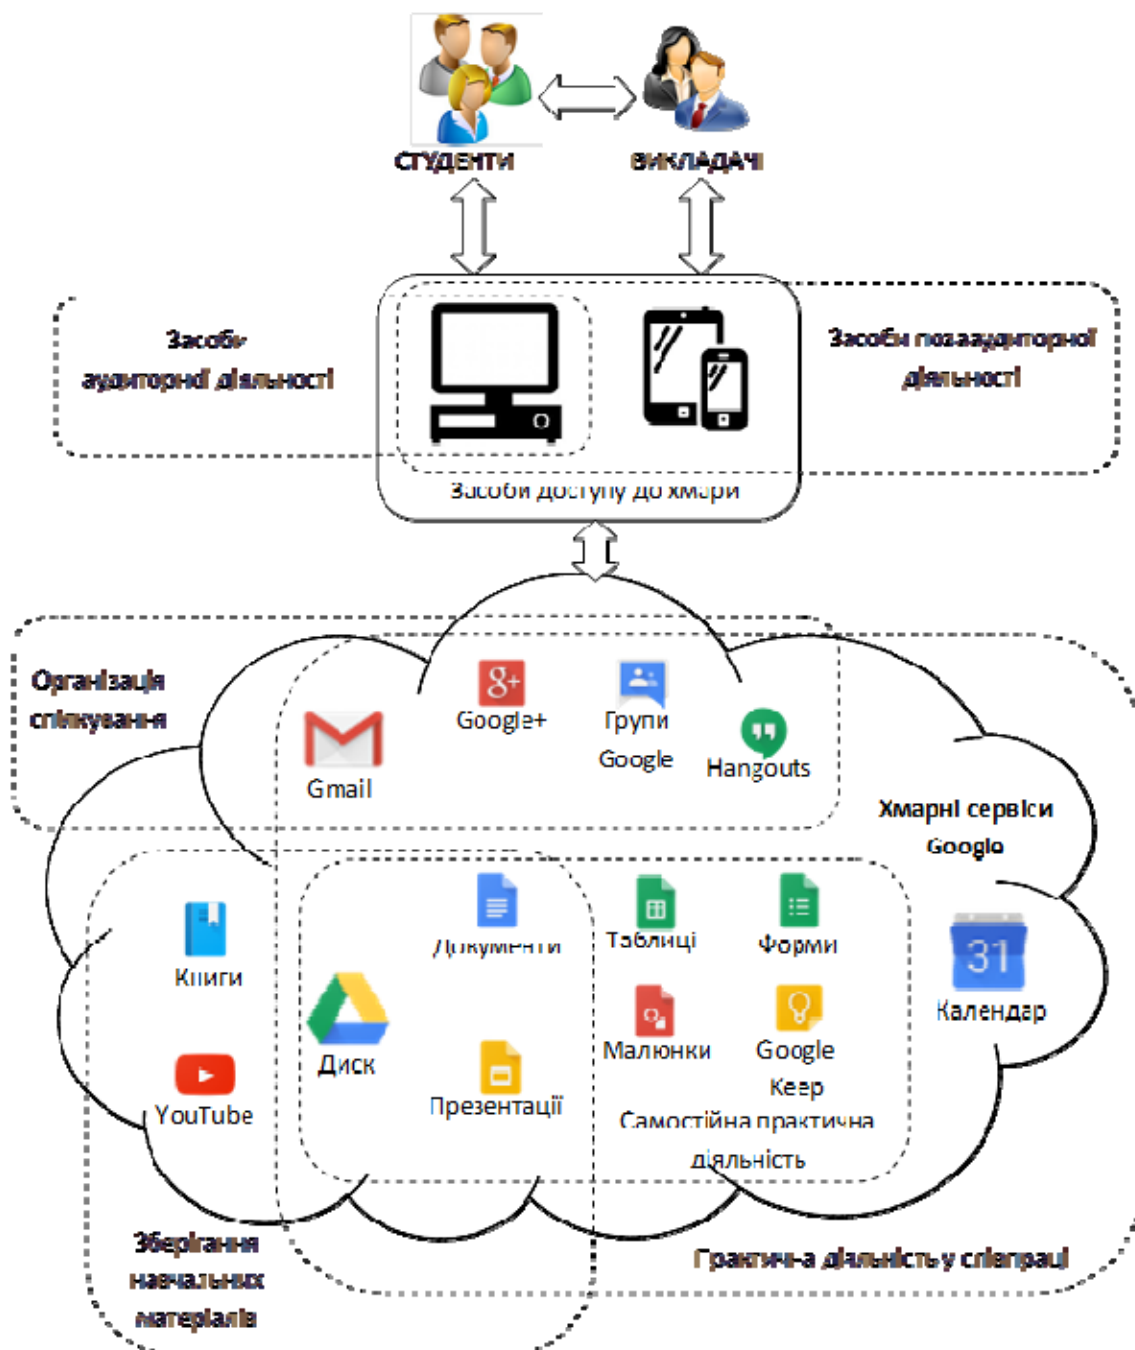 СТУДЕНТИ
ВИКЛАДАЧІ
Засоби
аудиторної діяльності
Засоби позааудиторної
діяльності
Засоби доступу до хмари
Організація
спілкування
g+
Google+
Групи
Google
Hangouts
Gmail
Хмарні сервіси
Google
Книги
Документи
Таблиці
Форми
31
Календар
Диск
Малюнки
Google
Keep
YouTube
Презентації
Самостійна практична
діяльність
Зберігання
навчальних
матеріалів
Практична діяльність у співпраці